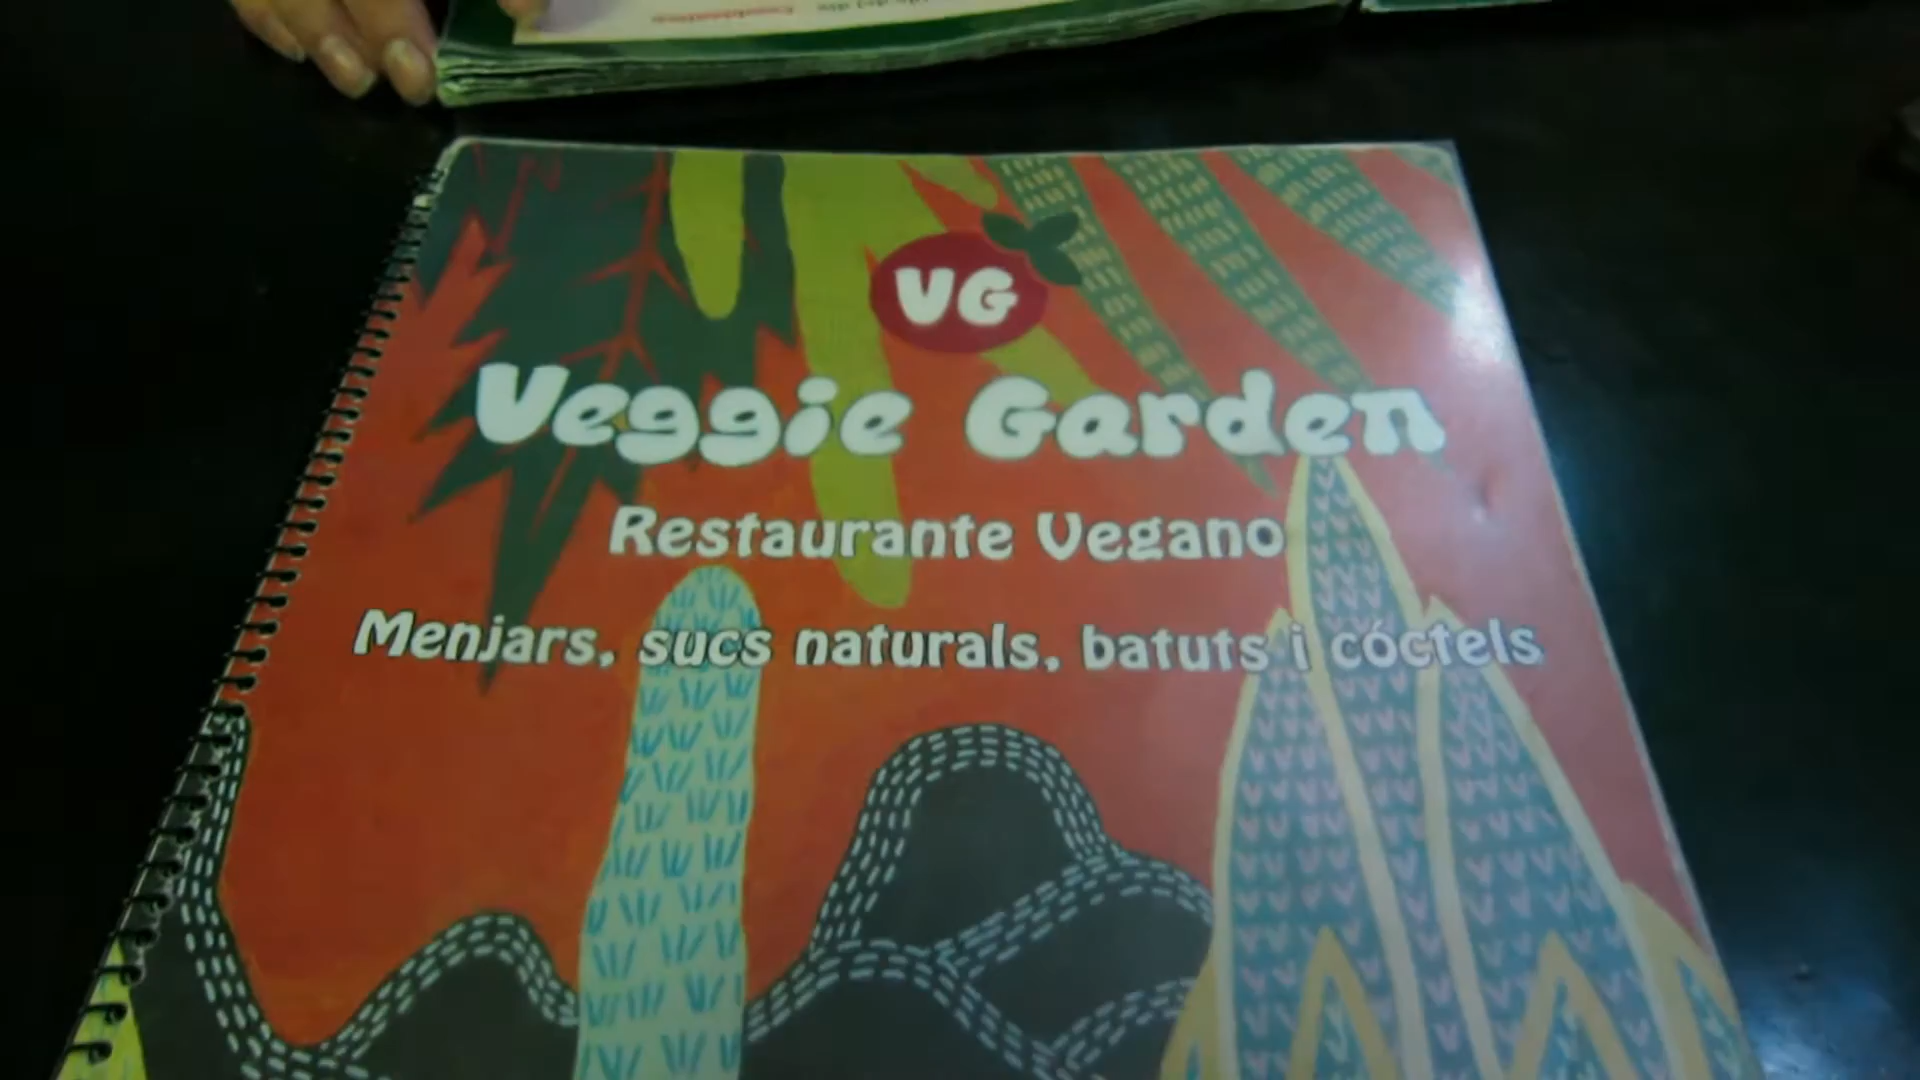 VG
Veggie Garden
Restaurante Vegano
Menjars, sucs naturals, batuts i cóctels